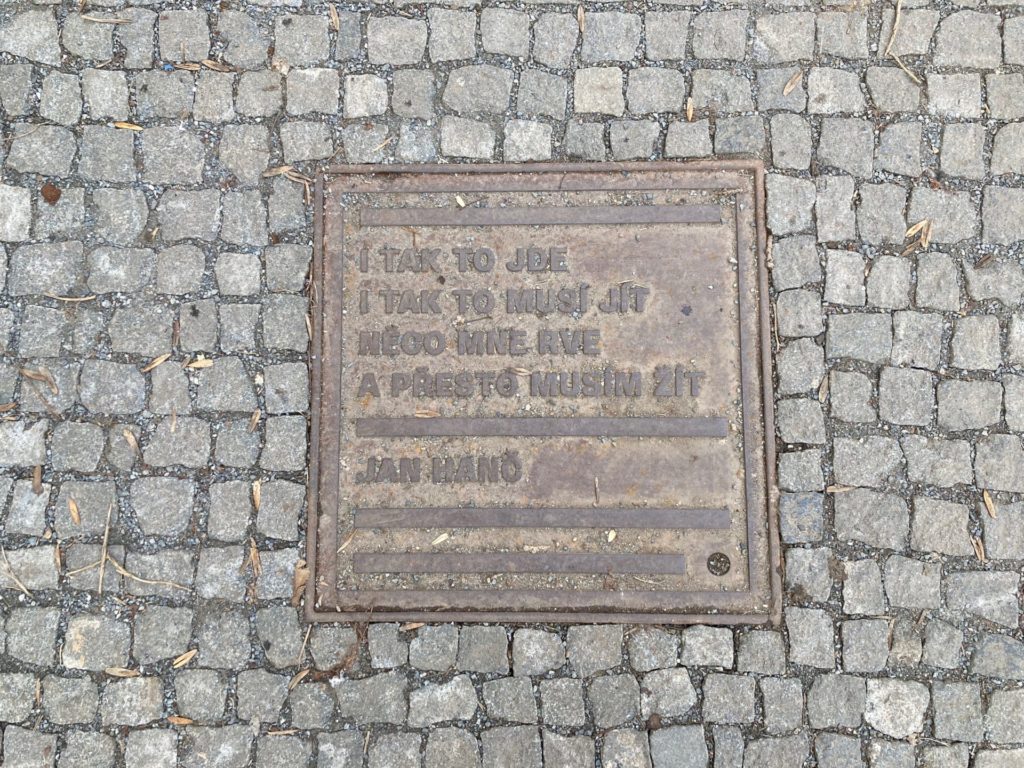 I TAK TO JDE
I TAK TO MUSÍ JÍT
NĚCO MNE RVE
A PŘESTO MUSÍM ŽÍT
JAN HANČ